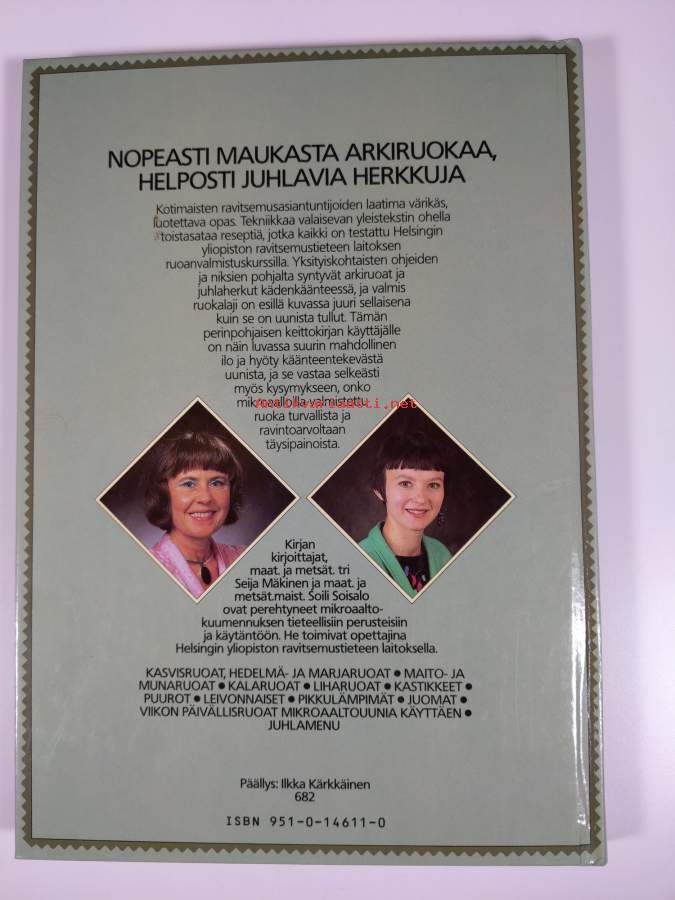 NOPEASTI MAUKASTA ARKIRUOKAA,
HELPOSTI JUHLAVIA HERKKUJA
Kotimaisten ravitsemusasiantuntijoiden laatima värikäs,
luotettava opas. Tekniikkaa valaisevan yleistekstin ohella
toistasataa reseptiä, jotka kaikki on testattu Helsingin
yliopiston ravitsemustieteen laitoksen
ruoanvalmistuskurssilla. Yksityiskohtaisten ohjeiden
ja niksien pohjalta syntyvät arkiruoat ja
juhlaherkut kädenkäänteessä, ja valmis
ruokalaji on esillä kuvassa juuri sellaisena
kuin se on uunista tullut. Tämän
perinpohjaisen keittokirjan käyttäjälle
on näin luvassa suurin mahdollinen
ilo ja hyöty käänteentekevästä
uunista, ja se vastaa selkeästi
myös kysymykseen, onko
mikroaalloilla valmistettu
Antikvariaatti.net
ruoka turvallista ja
ravintoarvoltaan
täysipainoista.
Kirjan
kirjoittajat,
maat. ja metsät. tri
Seija Mäkinen ja maat. ja
metsät.maist. Soili Soisalo
ovat perehtyneet mikroaalto-
kuumennuksen tieteellisiin perusteisiin
ja käytäntöön. He toimivat opettajina
Helsingin yliopiston ravitsemustieteen laitoksella.
KASVISRUOAT, HEDELMÄ- JA MARJARUOAT ● MAITO- JA
MUNARUOAT ● KALARUOAT ● LIHARUOAT ● KASTIKKEET ●
PUUROT ● LEIVONNAISET ● PIKKULÄMPIMÄT ● JUOMAT ●
VIIKON PÄIVÄLLISRUOAT MIKROAALTOUUNIA KÄYTTÄEN ●
JUHLAMENU
Päällys: Ilkka Kärkkäinen
682
ISBN 951-0-14611-0